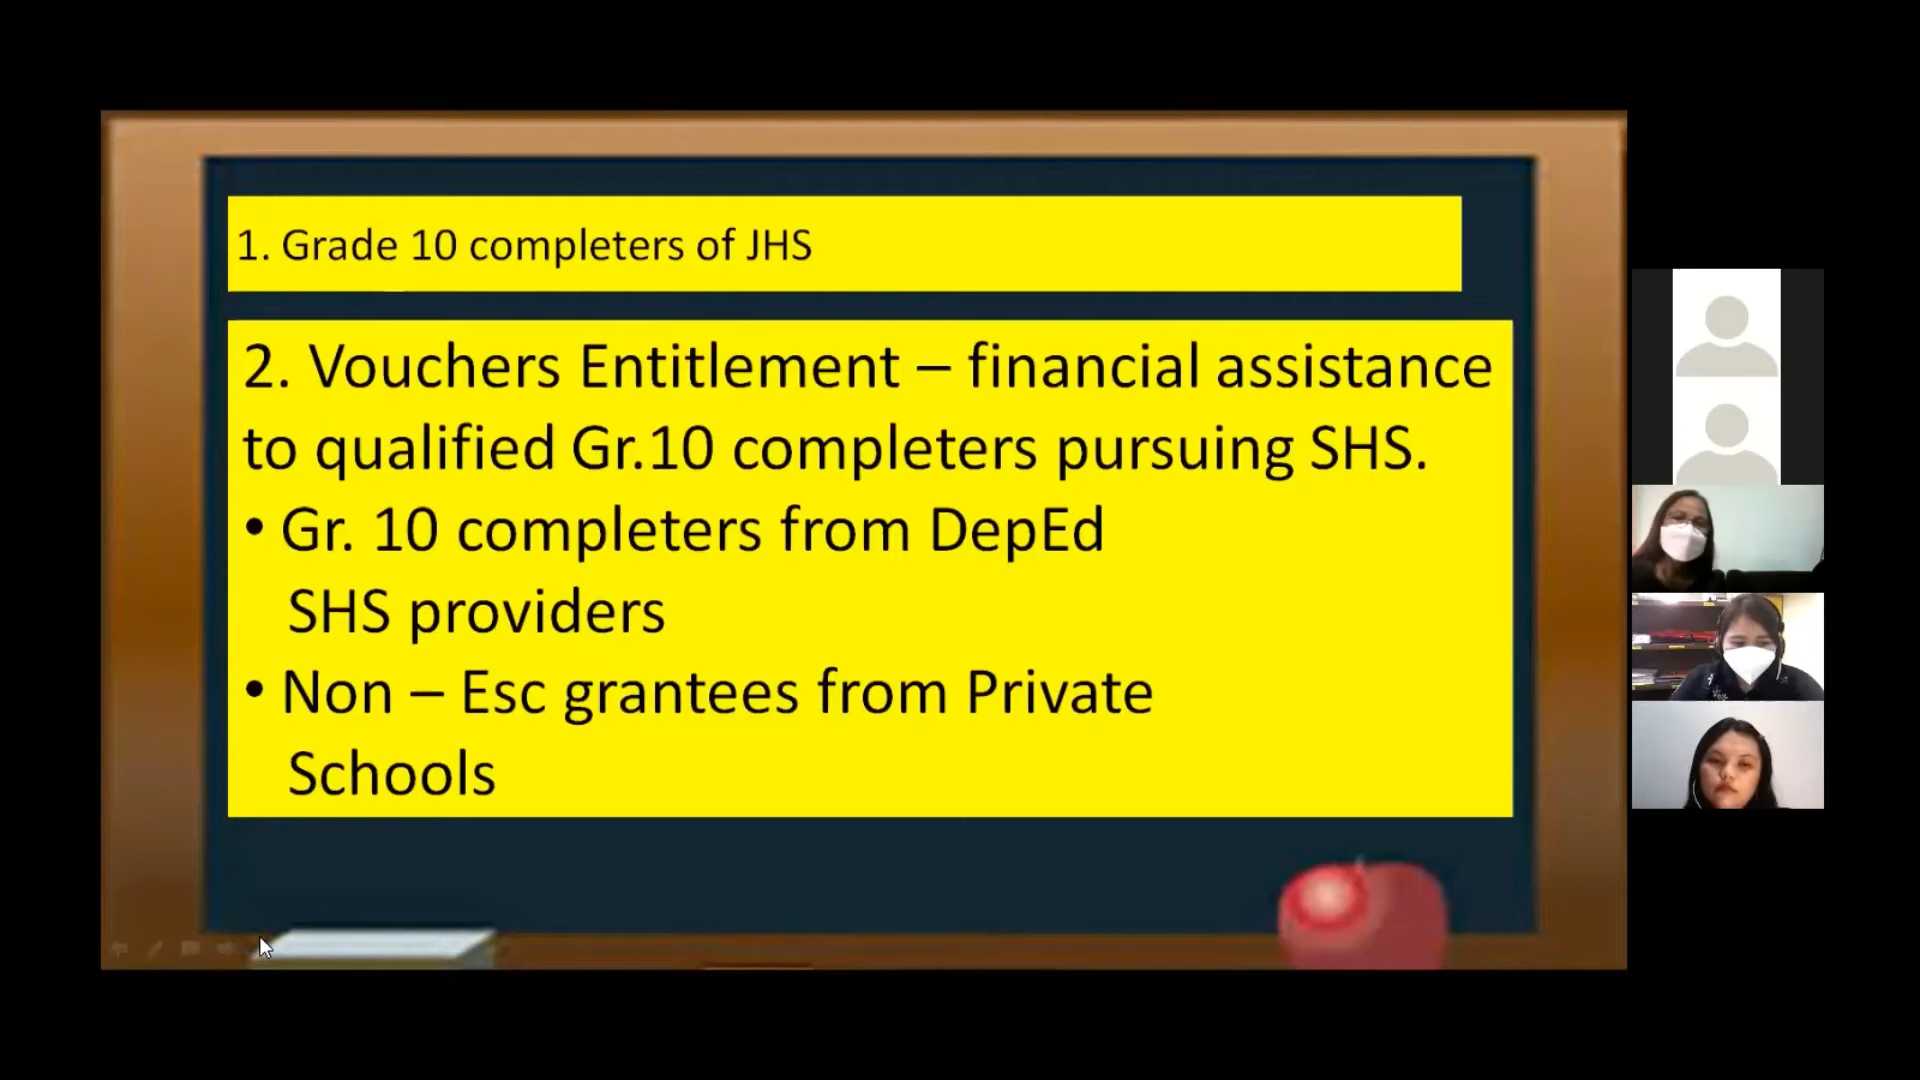 1. Grade 10 completers of JHS
2. Vouchers Entitlement – financial assistance
to qualified Gr.10 completers pursuing SHS.
• Gr. 10 completers from DepEd
SHS providers
• Non – Esc grantees from Private
Schools